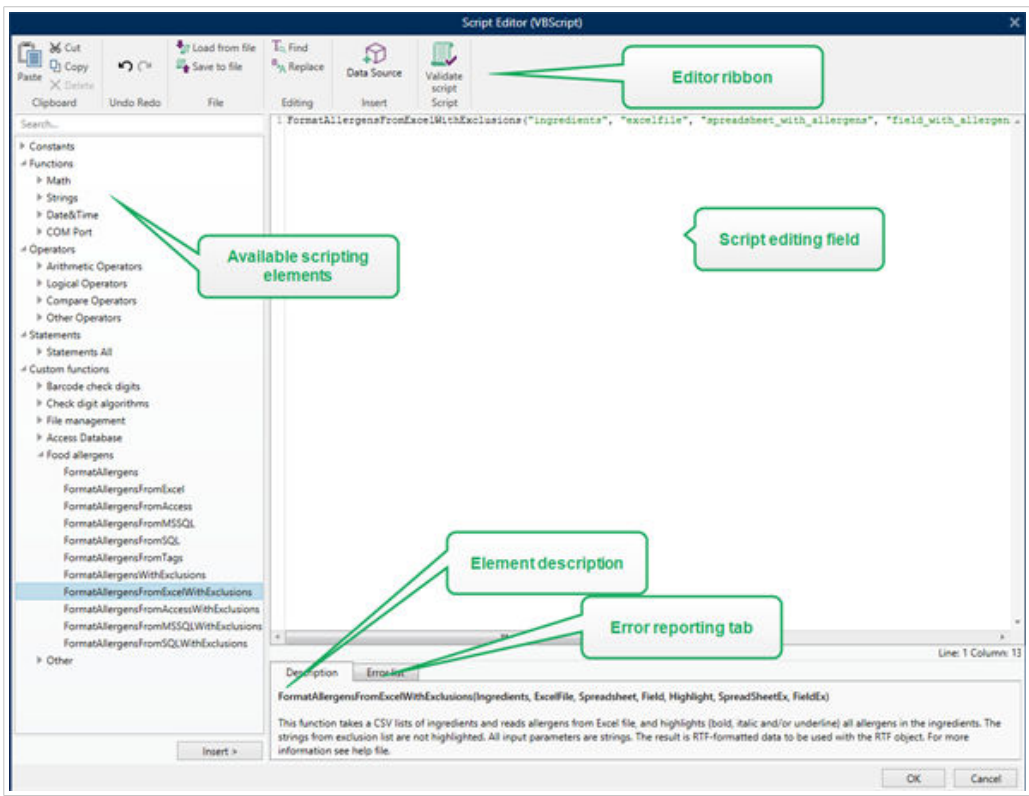 Script Editor (VBScript)
Paste
Cut
Copy
Delete
Clipboard
Undo Redo
Load from file
Save to file
File
Find
Replace
Editing
Data Source
Insert
Validate
script
Script
Editor ribbon
Search...
Constants
Functions
Math
Strings
Date&Time
COM Port
Operators
Arithmetic Operators
Logical Operators
Compare Operators
Other Operators
Statements
Statements All
Custom functions
Barcode check digits
Check digit algorithms
File management
Access Database
Food allergens
FormatAllergens
FormatAllergensFromExcel
FormatAllergensFromAccess
FormatAllergensFromMSSQL
FormatAllergensFromSQL
FormatAllergensFromTags
FormatAllergensWithExclusions
FormatAllergensFromExcelWithExclusions
FormatAllergensFromAccessWithExclusions
FormatAllergensFromMSSQLWithExclusions
FormatAllergensFromSQLWithExclusions
Other
Insert >
Available scripting
elements
1 FormatAllergensFromExcelWithExclusions("ingredients", "excelfile", "spreadsheet_with_allergens", "field_with_allergen
Script editing field
Element description
Error reporting tab
Line: 1 Column: 13
Description
Error list
FormatAllergensFromExcelWithExclusions(Ingredients, ExcelFile, Spreadsheet, Field, Highlight, SpreadSheetEx, FieldEx)
This function takes a CSV lists of ingredients and reads allergens from Excel file, and highlights (bold, italic and/or underline) all allergens in the ingredients. The
strings from exclusion list are not highlighted. All input parameters are strings. The result is RTF-formatted data to be used with the RTF object. For more
information see help file.
OK
Cancel